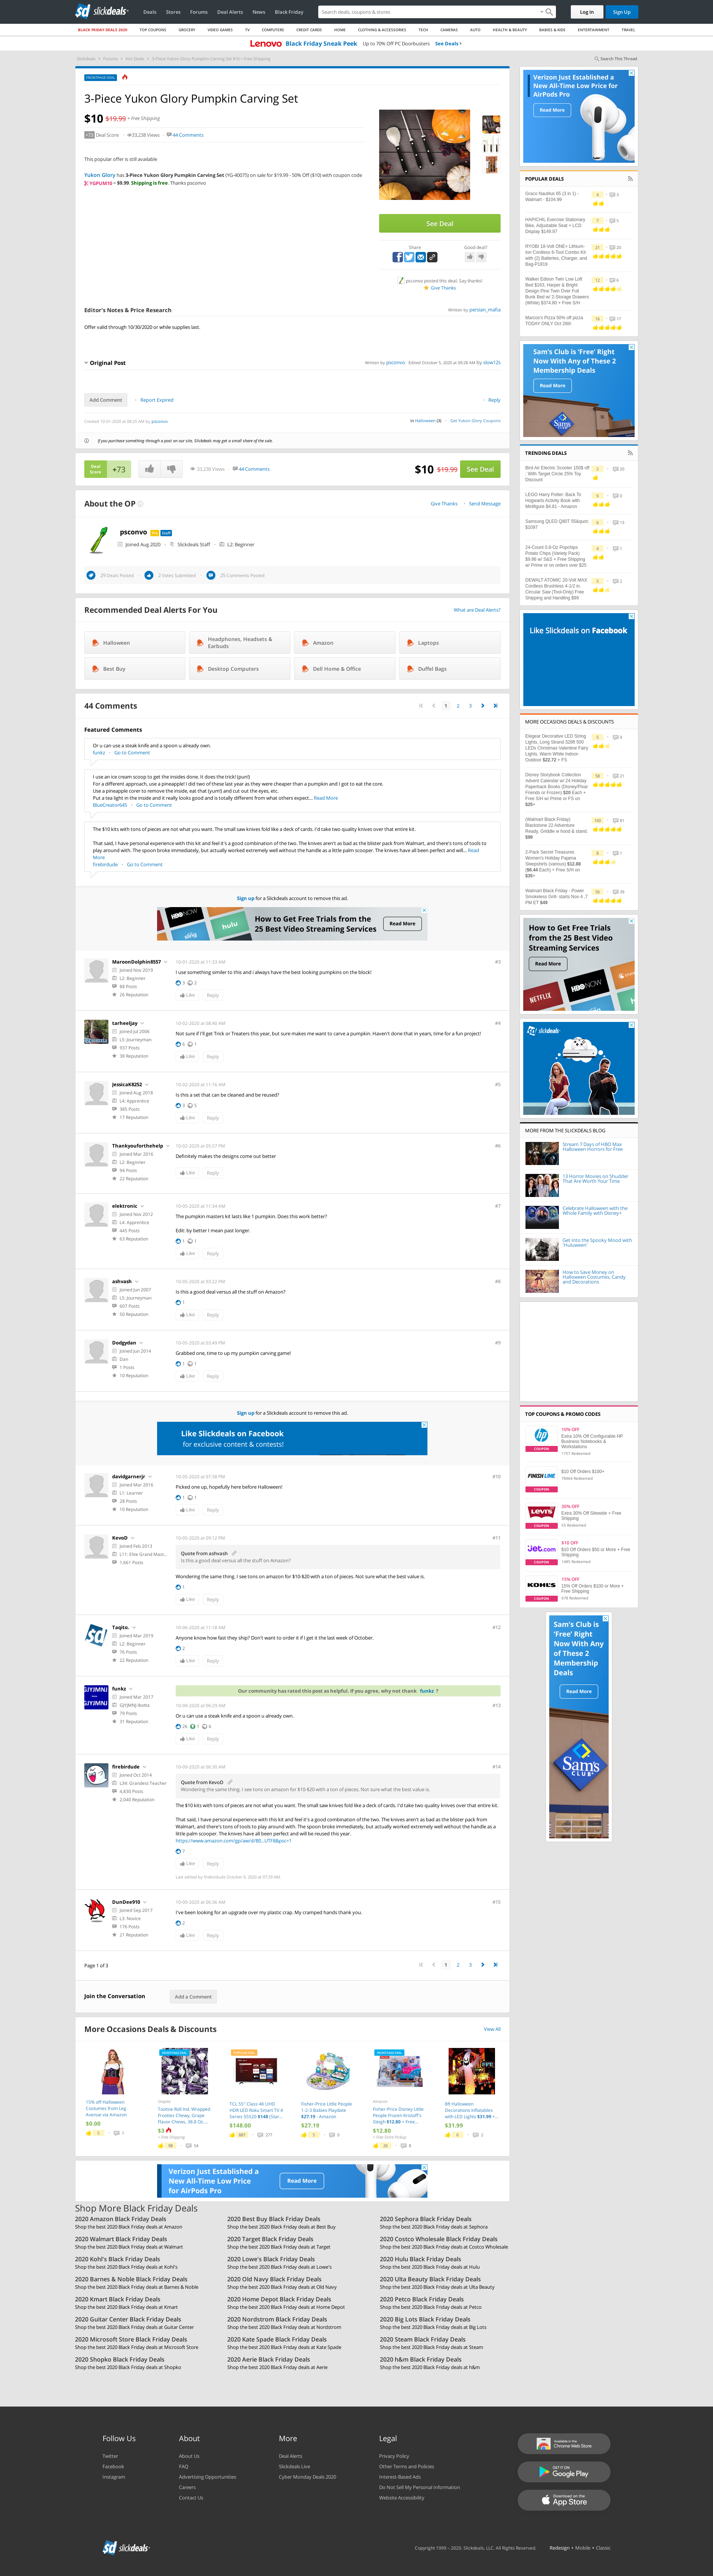 slickdeals
Deals Stores Forums Deal Alerts News Black Friday
Search deals, coupons & stores
Log In Sign Up
BLACK FRIDAY DEALS 2020 TOP COUPONS GROCERY VIDEO GAMES TV COMPUTERS CREDIT CARDS HOME CLOTHING & ACCESSORIES TECH CAMERAS AUTO HEALTH & BEAUTY BABIES & KIDS ENTERTAINMENT TRAVEL
Lenovo Black Friday Sneak Peek Up to 70% Off PC Doorbusters See Deals
Slickdeals > Forums > Hot Deals > 3-Piece Yukon Glory Pumpkin Carving Set $10 + Free Shipping
Search This Thread
FRONTPAGE DEAL
3-Piece Yukon Glory Pumpkin Carving Set
$10 $19.99 + Free Shipping
+73 Deal Score 33,238 Views 44 Comments
This popular offer is still available
Yukon Glory has 3-Piece Yukon Glory Pumpkin Carving Set (YG-40075) on sale for $19.99 - 50% Off ($10) with coupon code
YGPUM10 = $9.99. Shipping is free. Thanks psconvo
See Deal
Share Good deal?
psconvo posted this deal. Say thanks!
Give Thanks
Editor's Notes & Price Research
Written by persian_mafia
Offer valid through 10/30/2020 or while supplies last.
Original Post
Written by psconvo Edited October 5, 2020 at 09:28 AM by slow12s
Add Comment Report Expired Reply
Created 10-01-2020 at 08:25 AM by psconvo
in Halloween (3) Get Yukon Glory Coupons
If you purchase something through a post on our site, Slickdeals may get a small share of the sale.
Deal Score +73 33,238 Views 44 Comments $10 $19.99 See Deal
About the OP
Give Thanks Send Message
psconvo Staff
Joined Aug 2020 Slickdeals Staff L2: Beginner
29 Deals Posted 2 Votes Submitted 25 Comments Posted
Recommended Deal Alerts For You
What are Deal Alerts?
Halloween
Headphones, Headsets & Earbuds
Amazon
Laptops
Best Buy
Desktop Computers
Dell Home & Office
Duffel Bags
44 Comments
1 2 3
Featured Comments
Or u can use a steak knife and a spoon u already own.
funkz Go to Comment
I use an ice cream scoop to get the insides done. It does the trick! (pun!)
For a different approach, use a pineapple! I did two of them last year as they were cheaper than a pumpkin and I got to eat the core.
I also used a pineapple corer to remove the inside, eat that (yum!) and cut out the eyes, etc.
Put a tea light in the middle and it really looks good and is totally different from what others expect... Read More
BlueCreator645 Go to Comment
The $10 kits with tons of pieces are not what you want. The small saw knives fold like a deck of cards. I'd take two quality knives over that entire kit.
That said, I have personal experience with this kit and feel it's a good combination of the two. The knives aren't as bad as the blister pack from Walmart, and there's tons of tools to play around with. The spoon broke immediately, but actually worked extremely well without the handle as a little palm scooper. The knives have all been perfect and wil... Read More
firebirdude Go to Comment
Sign up for a Slickdeals account to remove this ad.
HBO NOW hulu
How to Get Free Trials from the 25 Best Video Streaming Services
Read More
MaroonDolphin8557
Joined Nov 2019
L2: Beginner
88 Posts
26 Reputation
10-01-2020 at 11:33 AM #3
I use something similar to this and i always have the best looking pumpkins on the block!
3 2
Like Reply
tarheeljay
Joined Jul 2006
L5: Journeyman
937 Posts
38 Reputation
10-02-2020 at 08:40 AM #4
Not sure if I'll get Trick or Treaters this year, but sure makes me want to carve a pumpkin. Haven't done that in years, time for a fun project!
6 1
Like Reply
JessicaK8252
Joined Aug 2018
L4: Apprentice
385 Posts
17 Reputation
10-02-2020 at 11:16 AM #5
Is this a set that can be cleaned and be reused?
3 5
Like Reply
Thankyouforthehelp
Joined Mar 2016
L2: Beginner
94 Posts
22 Reputation
10-02-2020 at 05:57 PM #6
Definitely makes the designs come out better
Like Reply
elektronic
Joined Nov 2012
L4: Apprentice
445 Posts
63 Reputation
10-05-2020 at 11:34 AM #7
The pumpkin masters kit lasts like 1 pumpkin. Does this work better?
Edit: by better I mean past longer.
1 1
Like Reply
ashvash
Joined Jun 2007
L5: Journeyman
607 Posts
50 Reputation
10-05-2020 at 03:22 PM #8
Is this a good deal versus all the stuff on Amazon?
1
Like Reply
Dodgydan
Joined Jun 2014
Dan
1 Posts
10 Reputation
10-05-2020 at 03:49 PM #9
Grabbed one, time to up my pumpkin carving game!
1 1
Like Reply
Sign up for a Slickdeals account to remove this ad.
Like Slickdeals on Facebook
for exclusive content & contests!
davidgarnerjr
Joined Mar 2016
L1: Learner
28 Posts
10 Reputation
10-05-2020 at 07:38 PM #10
Picked one up, hopefully here before Halloween!
1 1
Like Reply
KevoD
Joined Feb 2013
L11: Elite Grand Mast...
1,661 Posts
10-05-2020 at 09:12 PM #11
Quote from ashvash
Is this a good deal versus all the stuff on Amazon?
Wondering the same thing. I see tons on amazon for $10-$20 with a ton of pieces. Not sure what the best value is.
1
Like Reply
Taqito.
Joined Mar 2019
L2: Beginner
76 Posts
22 Reputation
10-06-2020 at 11:18 AM #12
Anyone know how fast they ship? Don't want to order it if I get it the last week of October.
2
Like Reply
funkz
Joined Mar 2017
GJYJMNJ-Botta
79 Posts
31 Reputation
Our community has rated this post as helpful. If you agree, why not thank funkz ?
10-09-2020 at 06:29 AM #13
Or u can use a steak knife and a spoon u already own.
26 1 6
Like Reply
firebirdude
Joined Oct 2014
L34: Grandest Teacher
4,830 Posts
2,040 Reputation
10-09-2020 at 06:30 AM #14
Quote from KevoD
Wondering the same thing. I see tons on amazon for $10-$20 with a ton of pieces. Not sure what the best value is.
The $10 kits with tons of pieces are not what you want. The small saw knives fold like a deck of cards. I'd take two quality knives over that entire kit.
That said, I have personal experience with this kit and feel it's a good combination of the two. The knives aren't as bad as the blister pack from Walmart, and there's tons of tools to play around with. The spoon broke immediately, but actually worked extremely well without the handle as a little palm scooper. The knives have all been perfect and will be reused this year.
https://www.amazon.com/gp/aw/d/B0...UTF8&psc=1
7
Like Reply
Last edited by firebirdude October 9, 2020 at 07:35 AM.
DunDee910
Joined Sep 2017
L3: Novice
176 Posts
21 Reputation
10-09-2020 at 06:36 AM #15
I've been looking for an upgrade over my plastic crap. My cramped hands thank you.
2
Like Reply
Page 1 of 3
1 2 3
Join the Conversation Add a Comment
More Occasions Deals & Discounts
View All
15% off Halloween Costumes from Leg Avenue via Amazon
$0.00
Tootsie Roll Ind. Wrapped Frooties Chewy, Grape Flavor Chews, 38.8 Oz, ...
$3
+ Free Shipping
TCL 55" Class 4K UHD HDR LED Roku Smart TV 4 Series 55S20 $148 (Star...
$148.00
Fisher-Price Little People 1-2-3 Babies Playdate $27.19 - Amazon
$27.19
Amazon
Fisher-Price Disney Little People Frozen Kristoff's Sleigh $12.80 + Free...
$12.80
+ Free Store Pickup
8ft Halloween Decorations Inflatables with LED Lights $31.99 +...
$31.99
Verizon Just Established a New All-Time Low Price for AirPods Pro
Read More
Shop More Black Friday Deals
2020 Amazon Black Friday Deals
Shop the best 2020 Black Friday deals at Amazon
2020 Best Buy Black Friday Deals
Shop the best 2020 Black Friday deals at Best Buy
2020 Sephora Black Friday Deals
Shop the best 2020 Black Friday deals at Sephora
2020 Walmart Black Friday Deals
Shop the best 2020 Black Friday deals at Walmart
2020 Target Black Friday Deals
Shop the best 2020 Black Friday deals at Target
2020 Costco Wholesale Black Friday Deals
Shop the best 2020 Black Friday deals at Costco Wholesale
2020 Kohl's Black Friday Deals
Shop the best 2020 Black Friday deals at Kohl's
2020 Lowe's Black Friday Deals
Shop the best 2020 Black Friday deals at Lowe's
2020 Hulu Black Friday Deals
Shop the best 2020 Black Friday deals at Hulu
2020 Barnes & Noble Black Friday Deals
Shop the best 2020 Black Friday deals at Barnes & Noble
2020 Old Navy Black Friday Deals
Shop the best 2020 Black Friday deals at Old Navy
2020 Ulta Beauty Black Friday Deals
Shop the best 2020 Black Friday deals at Ulta Beauty
2020 Kmart Black Friday Deals
Shop the best 2020 Black Friday deals at Kmart
2020 Home Depot Black Friday Deals
Shop the best 2020 Black Friday deals at Home Depot
2020 Petco Black Friday Deals
Shop the best 2020 Black Friday deals at Petco
2020 Guitar Center Black Friday Deals
Shop the best 2020 Black Friday deals at Guitar Center
2020 Nordstrom Black Friday Deals
Shop the best 2020 Black Friday deals at Nordstrom
2020 Big Lots Black Friday Deals
Shop the best 2020 Black Friday deals at Big Lots
2020 Microsoft Store Black Friday Deals
Shop the best 2020 Black Friday deals at Microsoft Store
2020 Kate Spade Black Friday Deals
Shop the best 2020 Black Friday deals at Kate Spade
2020 Steam Black Friday Deals
Shop the best 2020 Black Friday deals at Steam
2020 Shopko Black Friday Deals
Shop the best 2020 Black Friday deals at Shopko
2020 Aerie Black Friday Deals
Shop the best 2020 Black Friday deals at Aerie
2020 h&m Black Friday Deals
Shop the best 2020 Black Friday deals at h&m
Verizon Just Established a New All-Time Low Price for AirPods Pro
Read More
POPULAR DEALS
Graco Nautilus 65 (3 in 1) - Walmart - $104.99
HAPICHIL Exercise Stationary Bike, Adjustable Seat + LCD Display $149.97
RYOBI 18-Volt ONE+ Lithium-Ion Cordless 6-Tool Combo Kit with (2) Batteries, Charger, and Bag-P1819
Walker Edison Twin Low Loft Bed $163, Harper & Bright Design Pine Twin Over Full Bunk Bed w/ 2-Storage Drawers (White) $374.80 + Free S/H
Marcos's Pizza 50% off pizza TODAY ONLY Oct 26th
Sam's Club is 'Free' Right Now With Any of These 2 Membership Deals
Read More
TRENDING DEALS
Bird Air Electric Scooter 150$ off : With Target Circle 25% Toy Discount
LEGO Harry Potter: Back To Hogwarts Activity Book with Minifigure $4.61 - Amazon
Samsung QLED Q90T 55&quot; $1097
24-Count 0.8-Oz Popchips Potato Chips (Variety Pack) $9.86 w/ S&S + Free Shipping w/ Prime or on orders over $25
DEWALT ATOMIC 20-Volt MAX Cordless Brushless 4-1/2 in. Circular Saw (Tool-Only) Free Shipping and Handling $99
Like Slickdeals on Facebook
MORE OCCASIONS DEALS & DISCOUNTS
Elegear Decorative LED String Lights, Long Strand-328ft 500 LEDs Christmas Valentine Fairy Lights, Warm White Indoor-Outdoor $22.72 + FS
Disney Storybook Collection Advent Calendar w/ 24 Holiday Paperback Books (Disney/Pixar Friends or Frozen) $20 Each + Free S/H w/ Prime or FS on $25+
(Walmart Black Friday) Blackstone 22 Adventure Ready, Griddle w hood & stand. $99
2-Pack Secret Treasures Women's Holiday Pajama Sleepshirts (various) $12.88 ($6.44 Each) + Free S/H on $35+
Walmart Black Friday - Power Smokeless Grill- starts Nov 4 ,7 PM ET $49
How to Get Free Trials from the 25 Best Video Streaming Services
Read More
NETFLIX HBO NOW
slickdeals
MORE FROM THE SLICKDEALS BLOG
Stream 7 Days of HBO Max Halloween Horrors for Free
13 Horror Movies on Shudder That Are Worth Your Time
Celebrate Halloween with the Whole Family with Disney+
Get Into the Spooky Mood with 'Huluween'
How to Save Money on Halloween Costumes, Candy and Decorations
TOP COUPONS & PROMO CODES
hp COUPON
10% OFF
Extra 10% Off Configurable HP Business Notebooks & Workstations
1757 Redeemed
FINISH LINE COUPON
$10 Off Orders $100+
Levi's COUPON
30% OFF
Extra 30% Off Sitewide + Free Shipping
Jet.com COUPON
$10 OFF
$10 Off Orders $50 or More + Free Shipping
1485 Redeemed
KOHL'S COUPON
15% OFF
15% Off Orders $100 or More + Free Shipping
678 Redeemed
Sam's Club is 'Free' Right Now With Any of These 2 Membership Deals
Read More
Sam's CLUB
Follow Us
Twitter
Facebook
Instagram
About
About Us
FAQ
Advertising Opportunities
Careers
Contact Us
More
Deal Alerts
Slickdeals Live
Cyber Monday Deals 2020
Legal
Privacy Policy
Other Terms and Policies
Interest-Based Ads
Do Not Sell My Personal Information
Website Accessibility
Available in the Chrome Web Store
GET IT ON Google Play
Download on the App Store
slickdeals
Copyright 1999 - 2020. Slickdeals, LLC. All Rights Reserved.
Redesign • Mobile • Classic